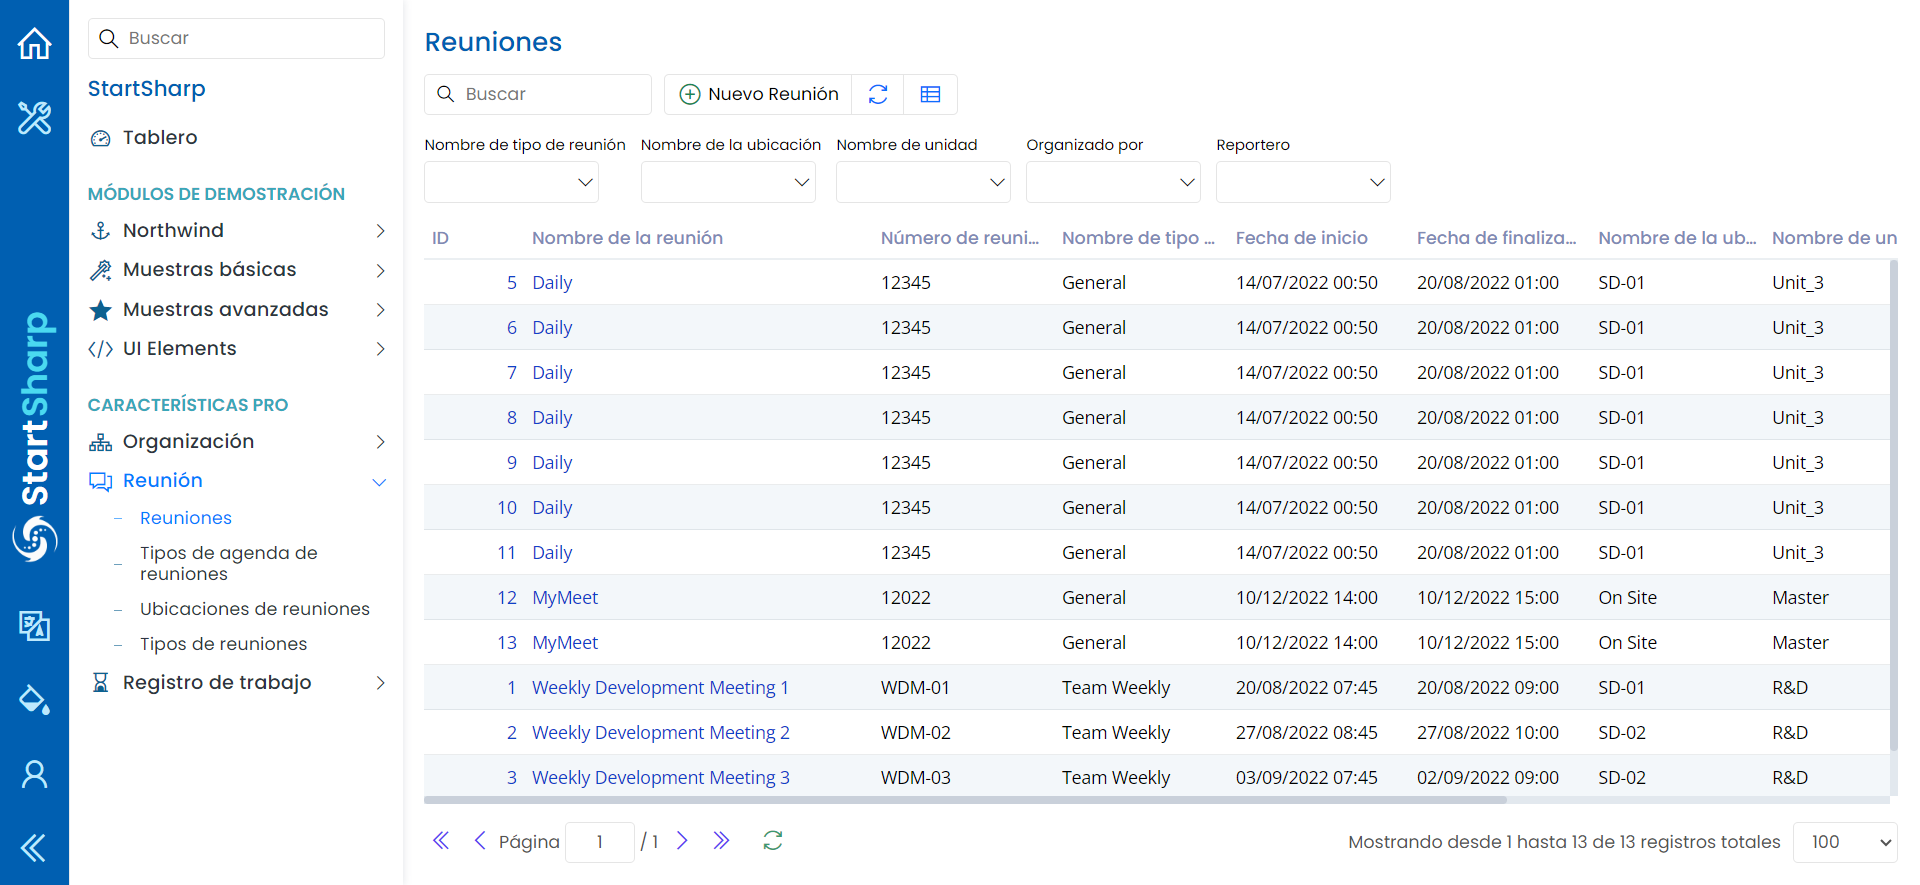 StartSharp
Buscar
StartSharp
Tablero
MÓDULOS DE DEMOSTRACIÓN
Northwind
Muestras básicas
Muestras avanzadas
UI Elements
CARACTERÍSTICAS PRO
Organización
Reunión
Reuniones
Tipos de agenda de
reuniones
Ubicaciones de reuniones
Tipos de reuniones
Registro de trabajo
Reuniones
Buscar Nuevo Reunión
Nombre de tipo de reunión Nombre de la ubicación Nombre de unidad Organizado por Reportero
ID Nombre de la reunión Número de reuni... Nombre de tipo ... Fecha de inicio Fecha de finaliza... Nombre de la ub... Nombre de un
5 Daily 12345 General 14/07/2022 00:50 20/08/2022 01:00 SD-01 Unit_3
6 Daily 12345 General 14/07/2022 00:50 20/08/2022 01:00 SD-01 Unit_3
7 Daily 12345 General 14/07/2022 00:50 20/08/2022 01:00 SD-01 Unit_3
8 Daily 12345 General 14/07/2022 00:50 20/08/2022 01:00 SD-01 Unit_3
9 Daily 12345 General 14/07/2022 00:50 20/08/2022 01:00 SD-01 Unit_3
10 Daily 12345 General 14/07/2022 00:50 20/08/2022 01:00 SD-01 Unit_3
11 Daily 12345 General 14/07/2022 00:50 20/08/2022 01:00 SD-01 Unit_3
12 MyMeet 12022 General 10/12/2022 14:00 10/12/2022 15:00 On Site Master
13 MyMeet 12022 General 10/12/2022 14:00 10/12/2022 15:00 On Site Master
1 Weekly Development Meeting 1 WDM-01 Team Weekly 20/08/2022 07:45 20/08/2022 09:00 SD-01 R&D
2 Weekly Development Meeting 2 WDM-02 Team Weekly 27/08/2022 08:45 27/08/2022 10:00 SD-02 R&D
3 Weekly Development Meeting 3 WDM-03 Team Weekly 03/09/2022 07:45 02/09/2022 09:00 SD-02 R&D
Página 1 / 1 Mostrando desde 1 hasta 13 de 13 registros totales 100